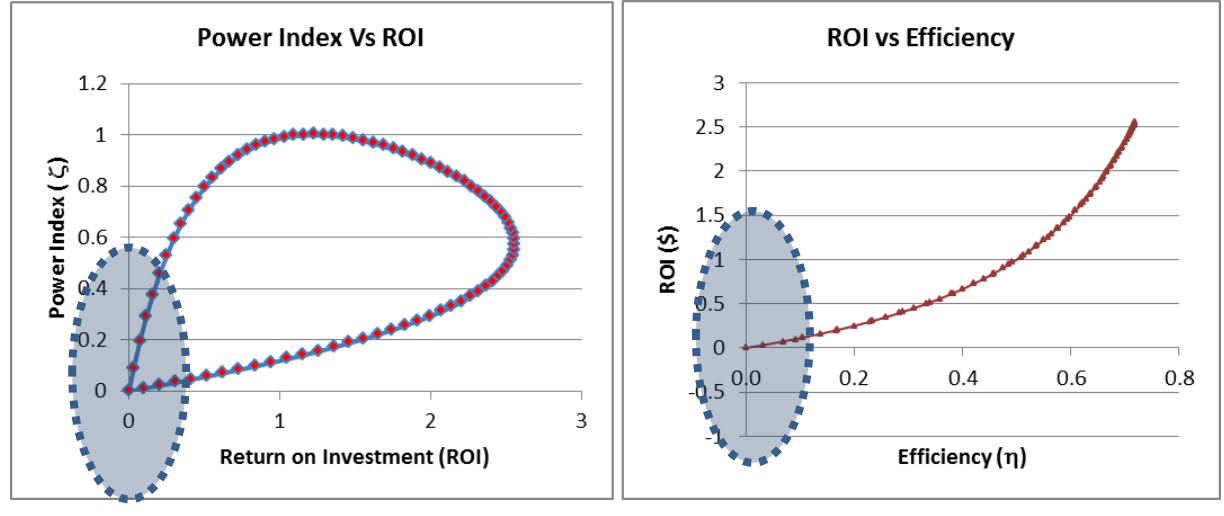 Power Index Vs ROI
1.2
1
0.8
0.6
0.4
0.2
0
Power Index ( ζ)
0 1 2 3
Return on Investment (ROI)
ROI vs Efficiency
3
2.5
2
1.5
1
0.5
0
-0.5
-1
ROI ($)
0.0 0.2 0.4 0.6 0.8
Efficiency (η)